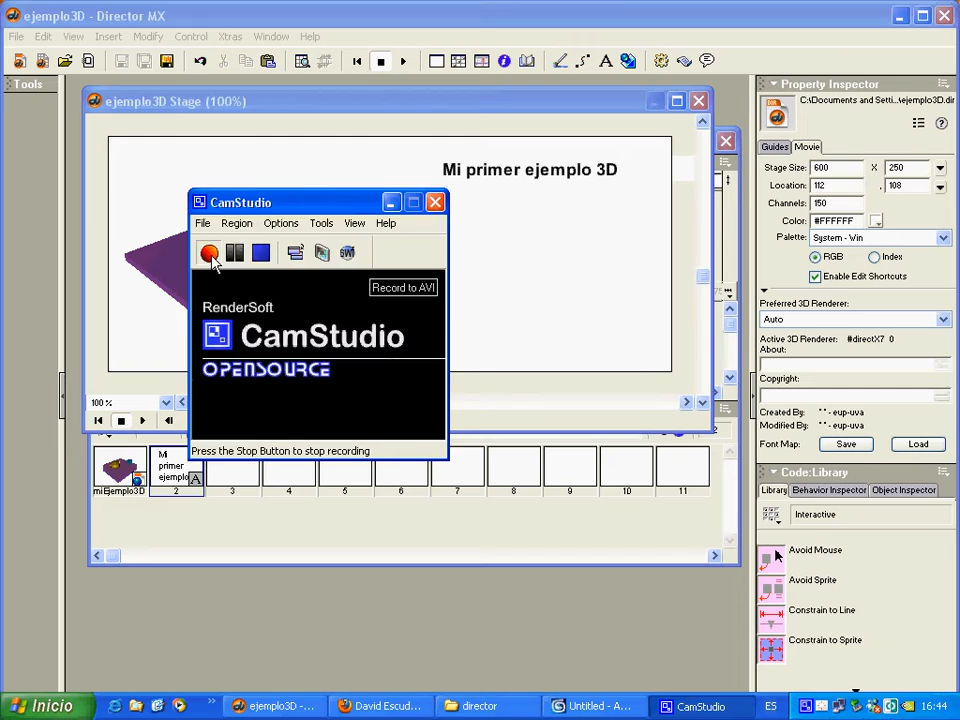 ejemplo3D - Director MX
File Edit View Insert Modify Control Xtras Window Help
Tools
ejemplo3D Stage (100%)
Mi primer ejemplo 3D
CamStudio
File Region Options Tools View Help
Record to AVI
RenderSoft
CamStudio
OPENSOURCE
Press the Stop Button to stop recording
100 %
Mi
primer
ejemplo
mi Ejemplo3D 2 3 4 5 6 7 8 9 10 11
Property Inspector
C:\Documents and Setti...\ejemplo3D.dir
Guides Movie
Stage Size: 600 X 250
Location: 112 , 108
Channels: 150
Color: #FFFFFF
Palette: System - Win
RGB Index
Enable Edit Shortcuts
Preferred 3D Renderer:
Auto
Active 3D Renderer: #directX7 0
About:
Copyright:
Created By: - eup-uva
Modified By: - eup-uva
Font Map: Save Load
Code:Library
Library Behavior Inspector Object Inspector
Interactive
Avoid Mouse
Avoid Sprite
Constrain to Line
Constrain to Sprite
Inicio ejemplo3D -... David Escud... director Untitled - A... CamStudio ES 16:44